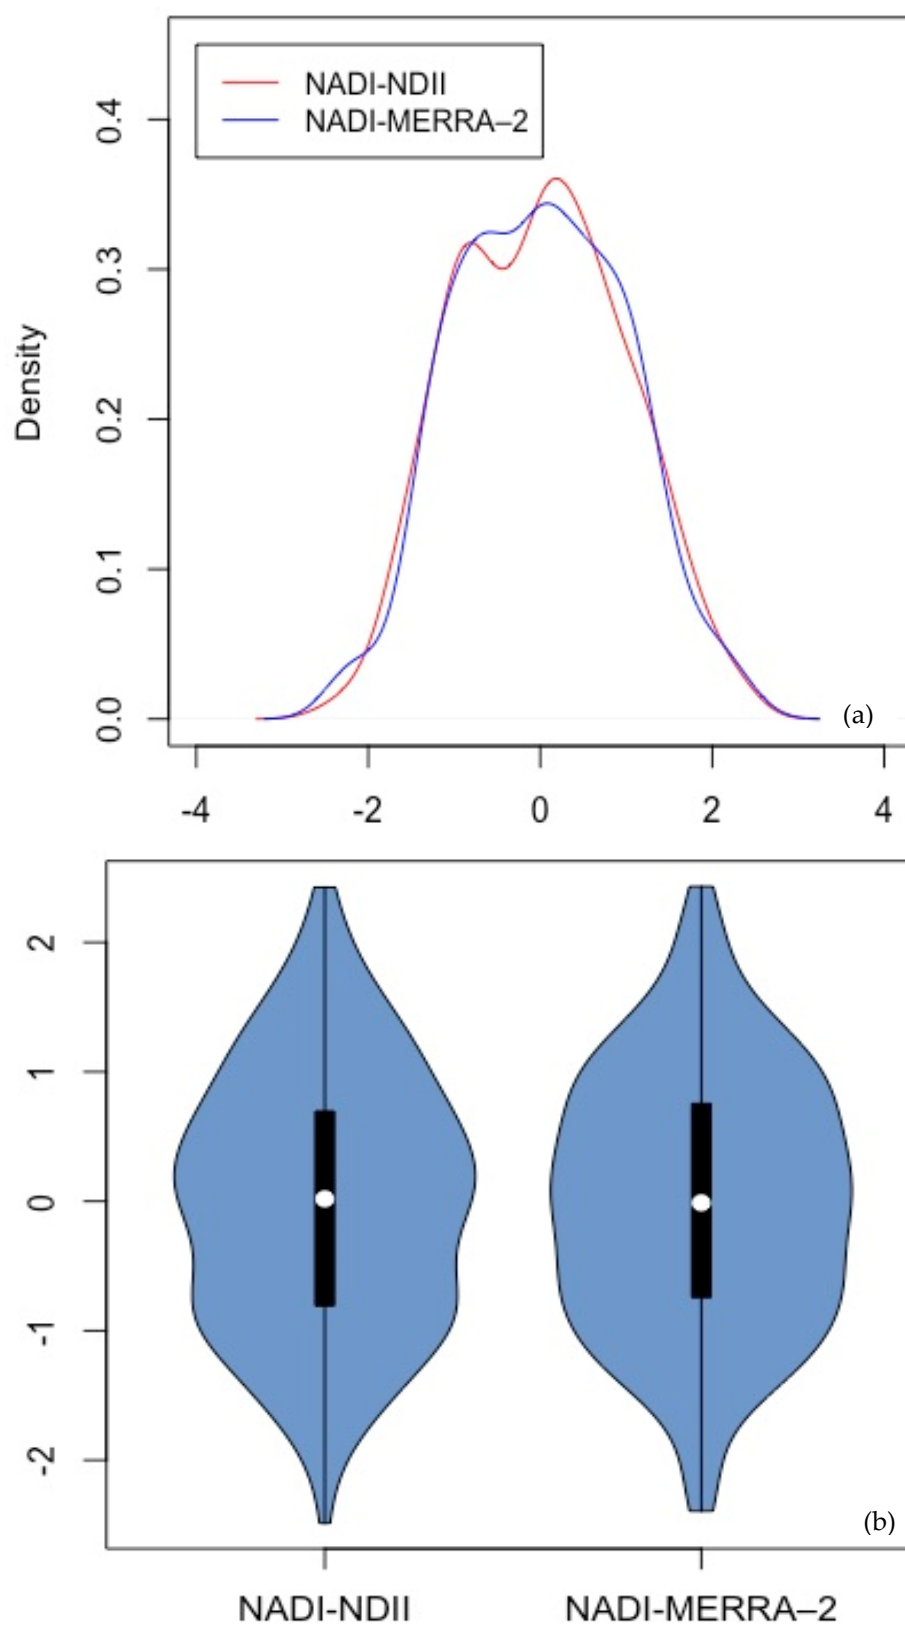 NADI-NDII
NADI-MERRA–2
Density
0.4
0.3
0.2
0.1
0.0
(a)
-4 -2 0 2 4
2
1
0
-1
-2
(b)
NADI-NDII NADI-MERRA–2